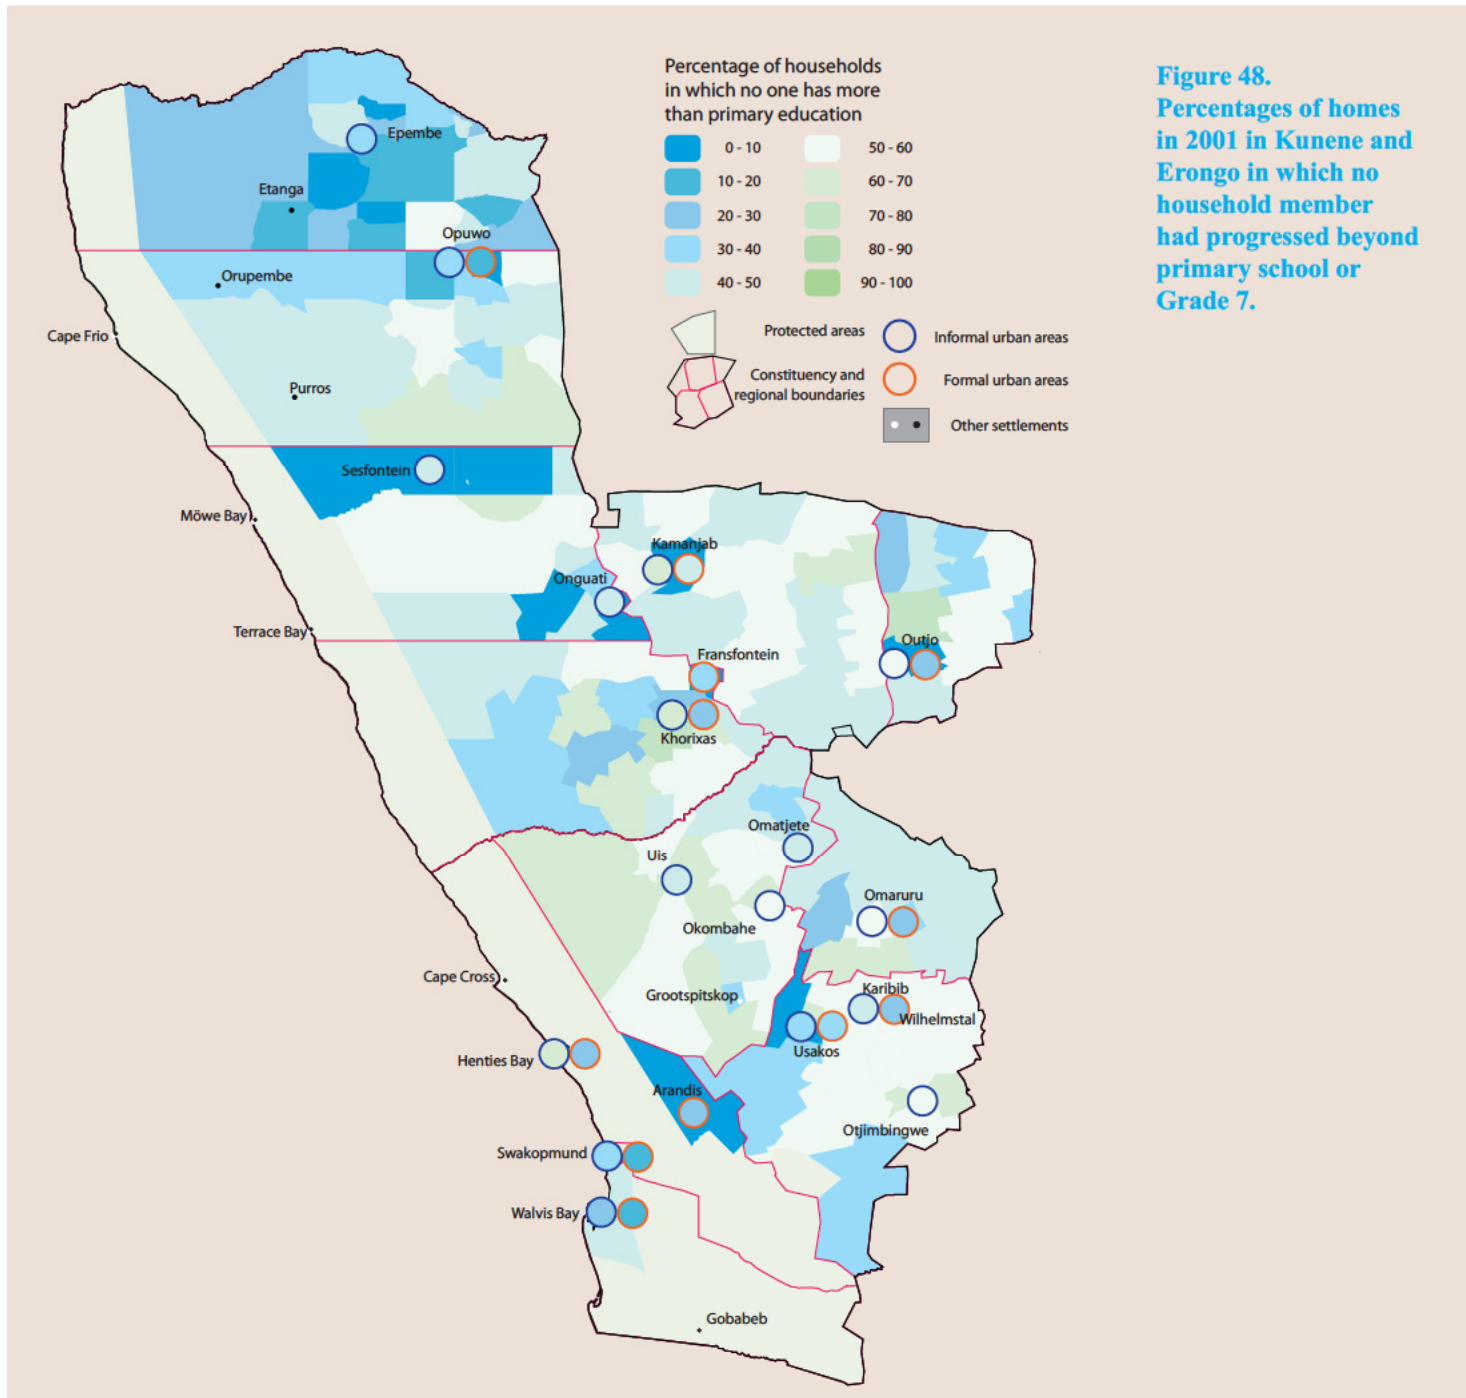 Percentage of households
in which no one has more
than primary education
0 - 10
10 - 20
20 - 30
30 - 40
40 - 50
50 - 60
60 - 70
70 - 80
80 - 90
90 - 100
Protected areas
Constituency and
regional boundaries
Informal urban areas
Formal urban areas
Other settlements
Figure 48.
Percentages of homes
in 2001 in Kunene and
Erongo in which no
household member
had progressed beyond
primary school or
Grade 7.
Epembe
Etanga
Opuwo
Orupembe
Cape Frio
Purros
Sesfontein
Möwe Bay
Kamanjab
Onguati
Terrace Bay
Outjo
Fransfontein
Khorixas
Omatjete
Uis
Omaruru
Okombahe
Cape Cross
Karibib
Grootspitskop
Wilhelmstal
Usakos
Henties Bay
Arandis
Otjimbingwe
Swakopmund
Walvis Bay
Gobabeb